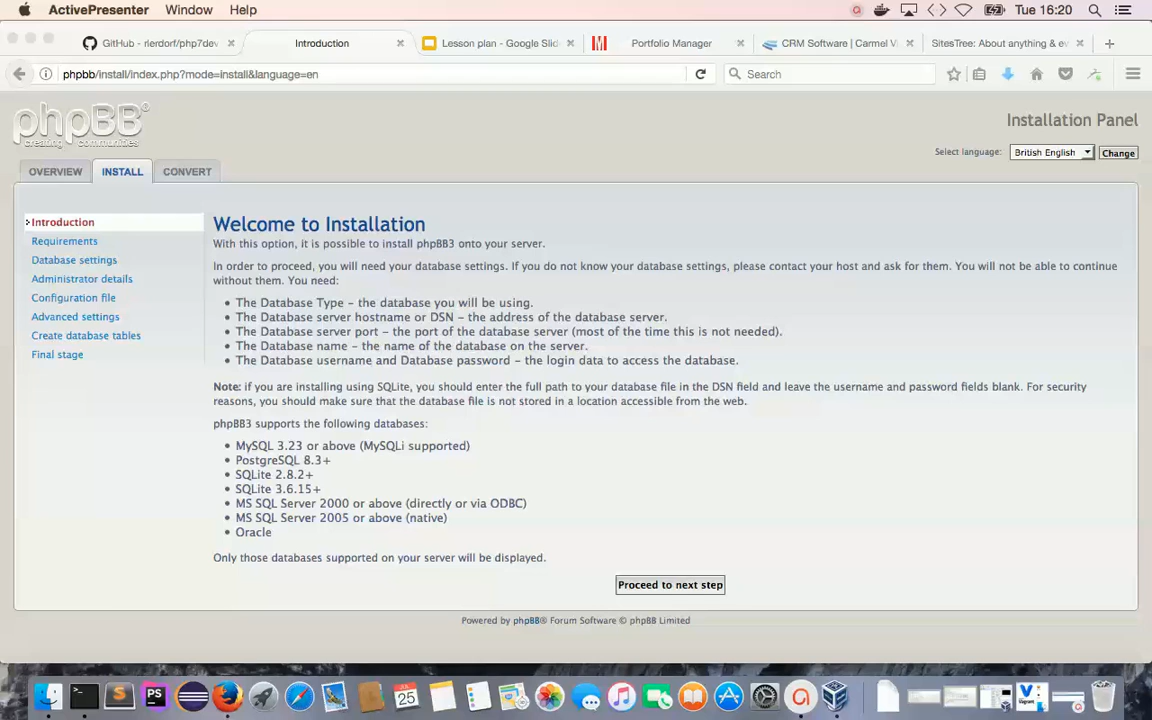 ActivePresenter Window Help Tue 16:20
GitHub - rlerdorf/php7dev
Introduction
Lesson plan - Google Slid
Portfolio Manager
CRM Software | Carmel Vi
SitesTree: About anything & ev
phpbb/install/index.php?mode=install&language=en
Search
phpBB®
creating communities
Installation Panel
Select language: British English Change
OVERVIEW INSTALL CONVERT
Introduction
Requirements
Database settings
Administrator details
Configuration file
Advanced settings
Create database tables
Final stage
Welcome to Installation
With this option, it is possible to install phpBB3 onto your server.
In order to proceed, you will need your database settings. If you do not know your database settings, please contact your host and ask for them. You will not be able to continue
without them. You need:
• The Database Type - the database you will be using.
• The Database server hostname or DSN - the address of the database server.
• The Database server port - the port of the database server (most of the time this is not needed).
• The Database name - the name of the database on the server.
• The Database username and Database password - the login data to access the database.
Note: if you are installing using SQLite, you should enter the full path to your database file in the DSN field and leave the username and password fields blank. For security
reasons, you should make sure that the database file is not stored in a location accessible from the web.
phpBB3 supports the following databases:
• MySQL 3.23 or above (MySQLi supported)
• PostgreSQL 8.3+
• SQLite 2.8.2+
• SQLite 3.6.15+
• MS SQL Server 2000 or above (directly or via ODBC)
• MS SQL Server 2005 or above (native)
• Oracle
Only those databases supported on your server will be displayed.
Proceed to next step
Powered by phpBB® Forum Software © phpBB Limited
PS
25
V
Vagrant